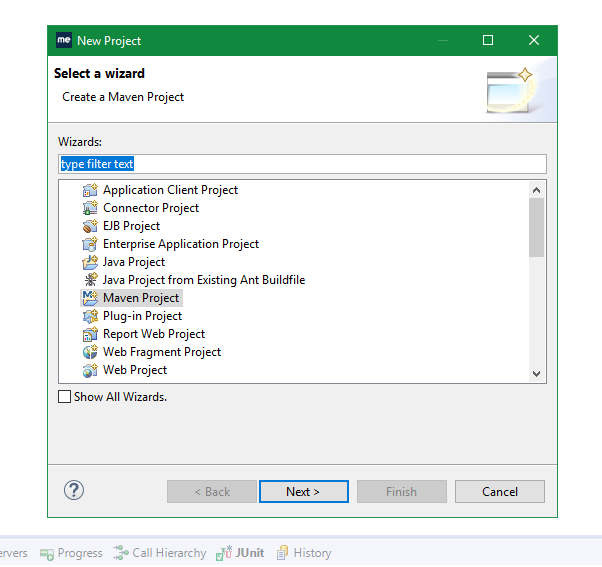 me New Project
Select a wizard
Create a Maven Project
Wizards:
type filter text
Application Client Project
Connector Project
EJB Project
Enterprise Application Project
Java Project
Java Project from Existing Ant Buildfile
Maven Project
Plug-in Project
Report Web Project
Web Fragment Project
Web Project
Show All Wizards.
? < Back Next > Finish Cancel
ervers Progress Call Hierarchy JUnit History